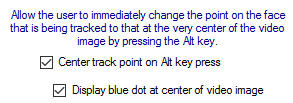 Allow the user to immediately change the point on the face
that is being tracked to that at the very center of the video
image by pressing the Alt key.
Center track point on Alt key press
Display blue dot at center of video image